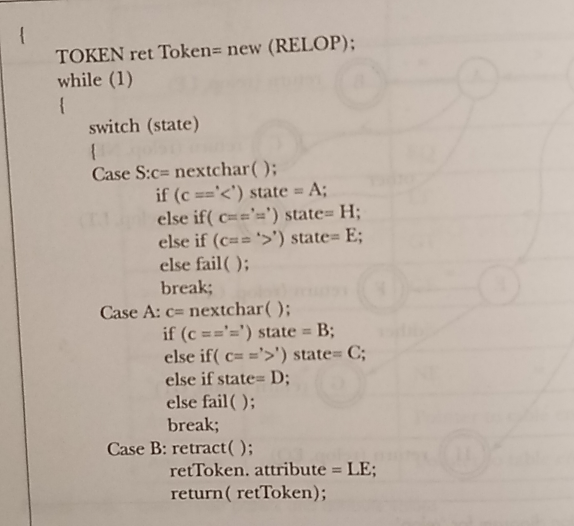 {
TOKEN ret Token= new (RELOP);
while (1)
{
switch (state)
{
Case S:c= nextchar( );
if (c =='<') state = A;
else if( c=='=') state= H;
else if (c== '>') state= E;
else fail( );
break;
Case A: c= nextchar( );
if (c =='=') state = B;
else if( c= ='>') state= C;
else if state= D;
else fail( );
break;
Case B: retract( );
retToken. attribute = LE;
return( retToken);